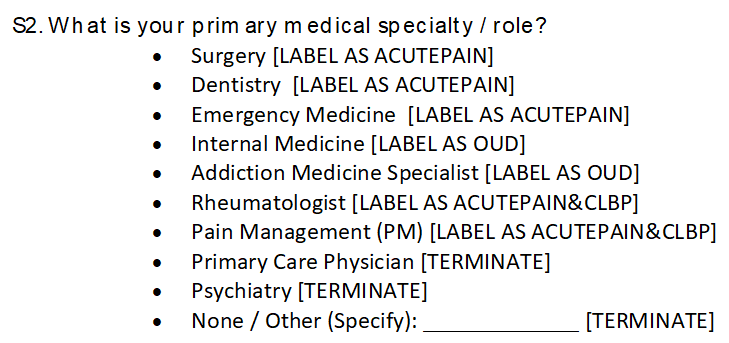 S2. What is your primary medical specialty / role?
• Surgery [LABEL AS ACUTEPAIN]
• Dentistry [LABEL AS ACUTEPAIN]
• Emergency Medicine [LABEL AS ACUTEPAIN]
• Internal Medicine [LABEL AS OUD]
• Addiction Medicine Specialist [LABEL AS OUD]
• Rheumatologist [LABEL AS ACUTEPAIN&CLBP]
• Pain Management (PM) [LABEL AS ACUTEPAIN&CLBP]
• Primary Care Physician [TERMINATE]
• Psychiatry [TERMINATE]
• None / Other (Specify): ______________ [TERMINATE]